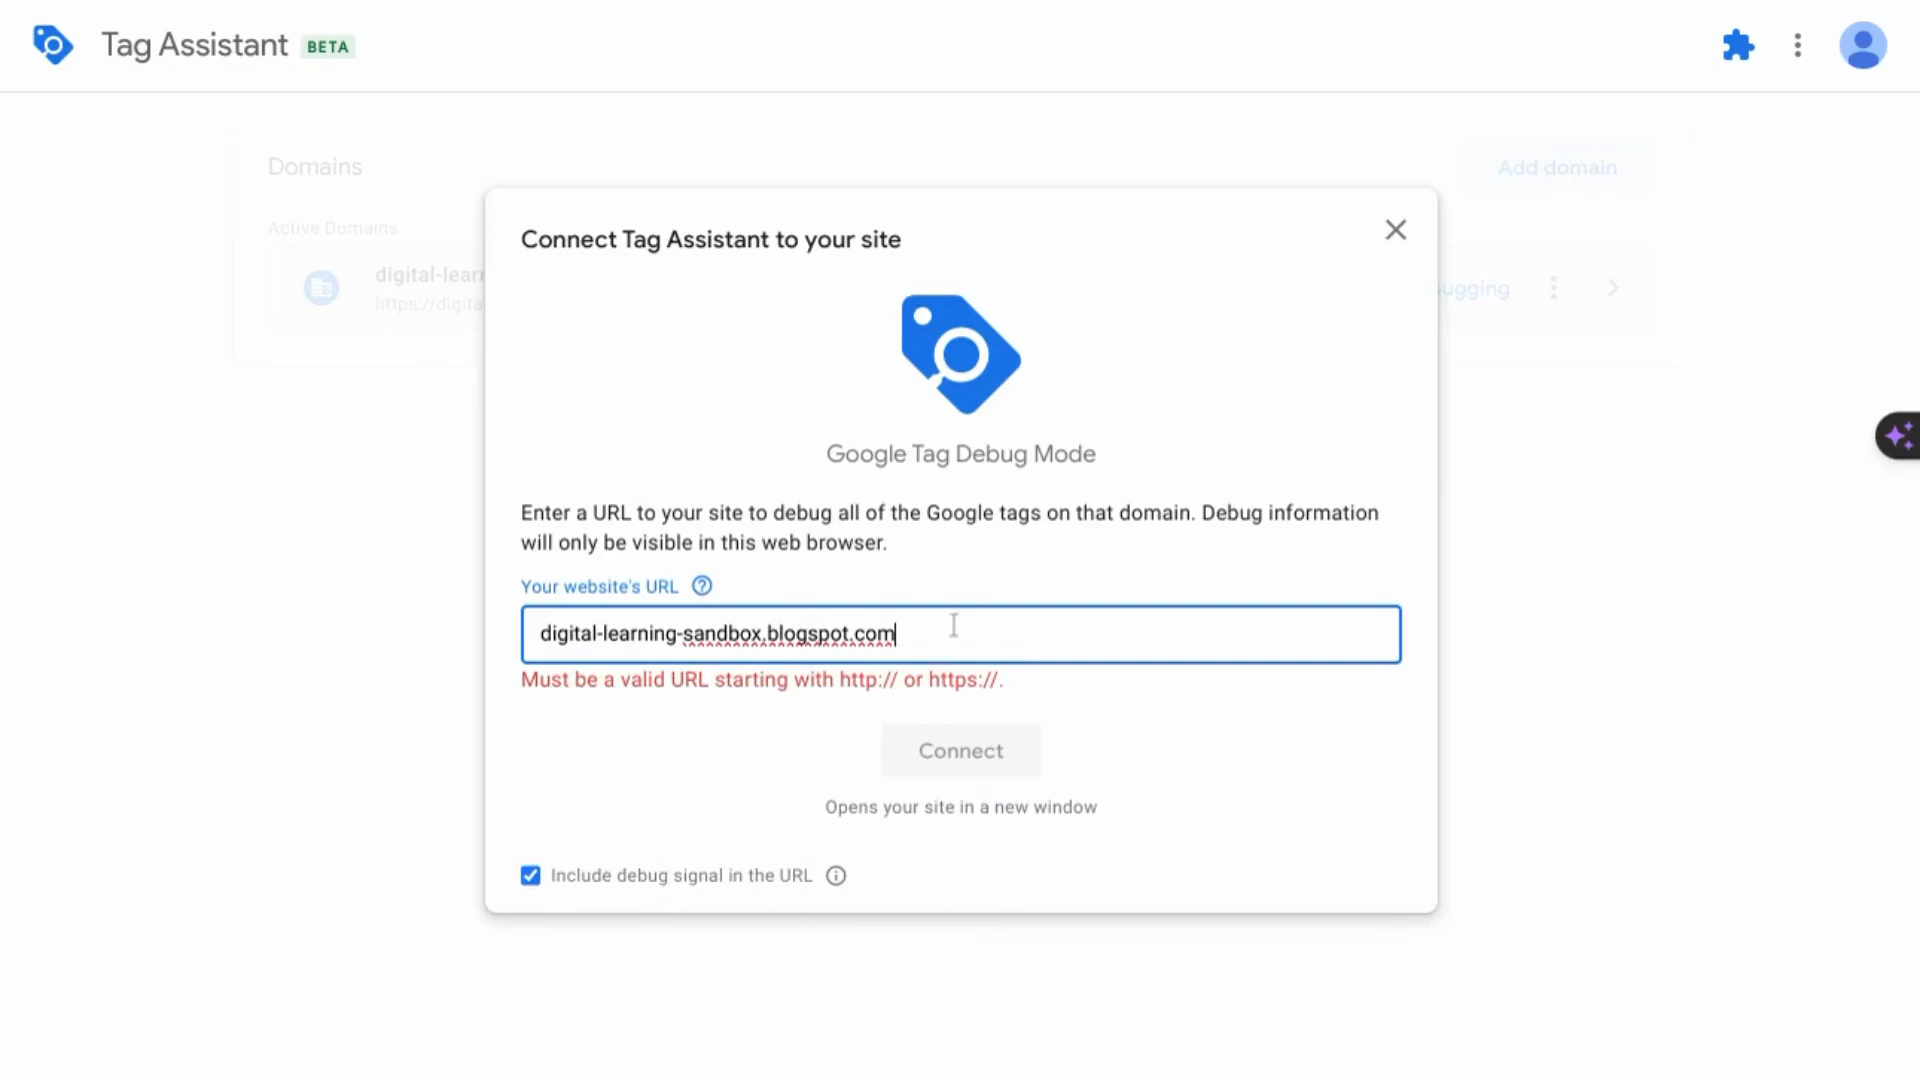 Tag Assistant BETA
Domains
Add domain
Active Domains
digital-lear
https://digita
ugging
Connect Tag Assistant to your site
Google Tag Debug Mode
Enter a URL to your site to debug all of the Google tags on that domain. Debug information
will only be visible in this web browser.
Your website's URL
digital-learning-sandbox.blogspot.com
Must be a valid URL starting with http:// or https://.
Connect
Opens your site in a new window
Include debug signal in the URL